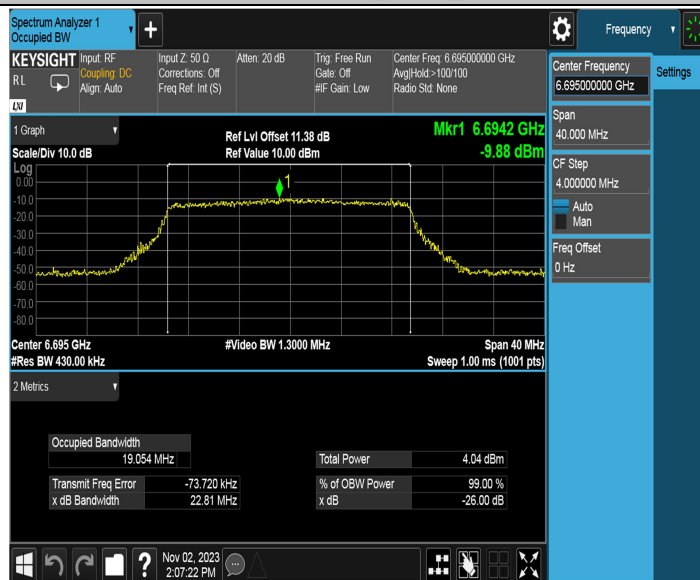 Spectrum Analyzer 1
Occupied BW
Frequency
KEYSIGHT
R L
LXI
Input: RF
Coupling: DC
Align: Auto
Input Z: 50 Ω
Corrections: Off
Freq Ref: Int (S)
Atten: 20 dB
Trig: Free Run
Gate: Off
#IF Gain: Low
Center Freq: 6.695000000 GHz
Avg|Hold:>100/100
Radio Std: None
Center Frequency
6.695000000 GHz
Settings
Span
40.000 MHz
CF Step
4.000000 MHz
Auto
Man
Freq Offset
0 Hz
1 Graph
Scale/Div 10.0 dB
Ref Lvl Offset 11.38 dB
Ref Value 10.00 dBm
Mkr1 6.6942 GHz
-9.88 dBm
Log
0.00
-10.0
-20.0
-30.0
-40.0
-50.0
-60.0
-70.0
-80.0
1
Center 6.695 GHz
#Res BW 430.00 kHz
#Video BW 1.3000 MHz
Span 40 MHz
Sweep 1.00 ms (1001 pts)
2 Metrics
Occupied Bandwidth
19.054 MHz
Total Power 4.04 dBm
Transmit Freq Error -73.720 kHz
% of OBW Power 99.00 %
x dB Bandwidth 22.81 MHz
x dB -26.00 dB
?
Nov 02, 2023
2:07:22 PM